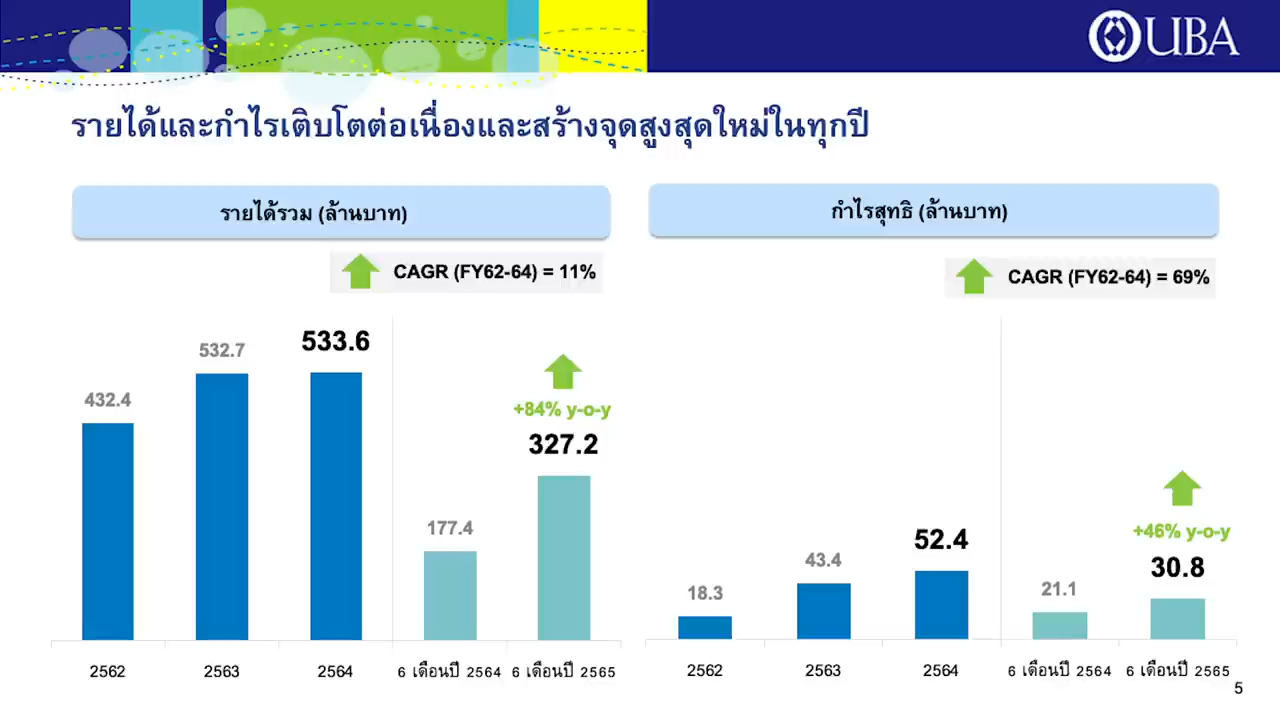 UBA
รายได้และกำไรเติบโตต่อเนื่องและสร้างจุดสูงสุดใหม่ในทุกปี
รายได้รวม (ล้านบาท)
CAGR (FY62-64) = 11%
432.4
532.7
533.6
177.4
+84% y-o-y
327.2
2562
2563
2564
6 เดือนปี 2564
6 เดือนปี 2565
กำไรสุทธิ (ล้านบาท)
CAGR (FY62-64) = 69%
18.3
43.4
52.4
21.1
+46% y-o-y
30.8
2562
2563
2564
6 เดือนปี 2564
6 เดือนปี 2565
5